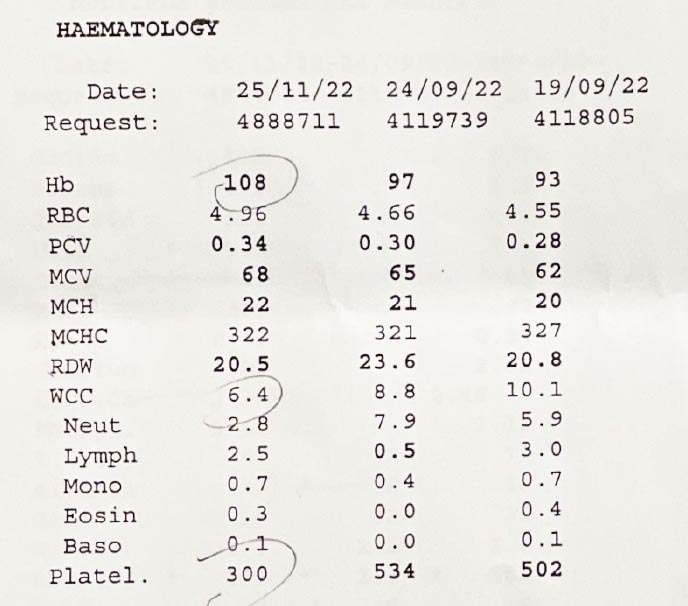 HAEMATOLOGY
Date: 25/11/22 24/09/22 19/09/22
Request: 4888711 4119739 4118805
Hb 108 97 93
RBC 4.96 4.66 4.55
PCV 0.34 0.30 0.28
MCV 68 65 62
MCH 22 21 20
MCHC 322 321 327
RDW 20.5 23.6 20.8
WCC 6.4 8.8 10.1
Neut 2.8 7.9 5.9
Lymph 2.5 0.5 3.0
Mono 0.7 0.4 0.7
Eosin 0.3 0.0 0.4
Baso 0.1 0.0 0.1
Platel. 300 534 502